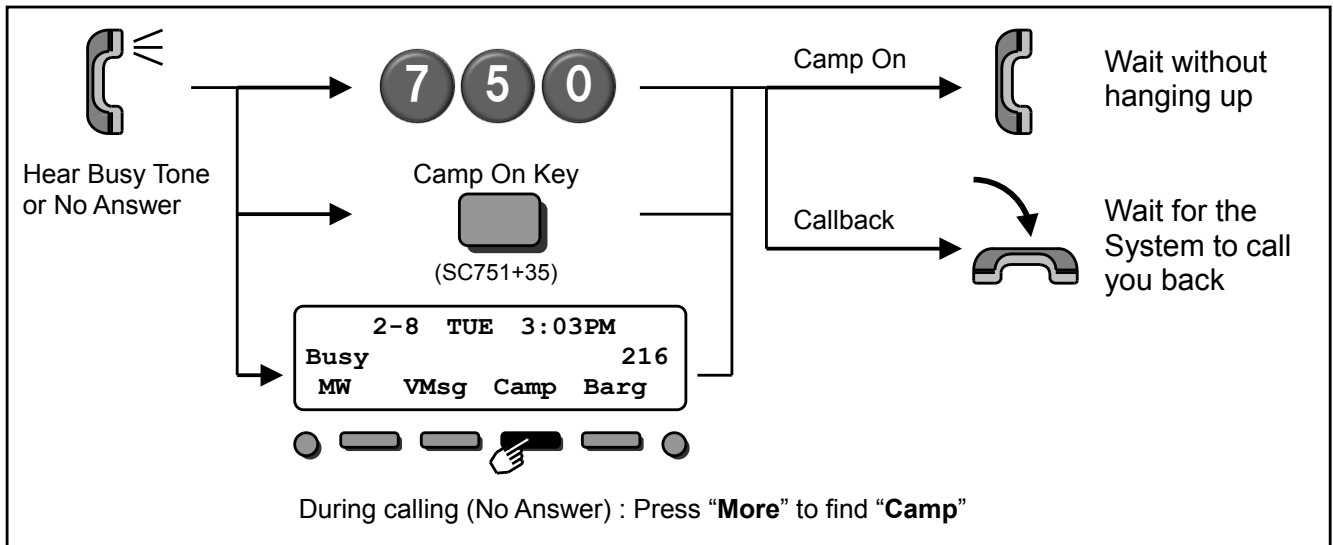 Hear Busy Tone
or No Answer
7 5 0
Camp On Key
(SC751+35)
2-8 TUE 3:03PM
Busy 216
MW VMsg Camp Barg
During calling (No Answer) : Press “More” to find “Camp”
Camp On
Wait without
hanging up
Callback
Wait for the
System to call
you back